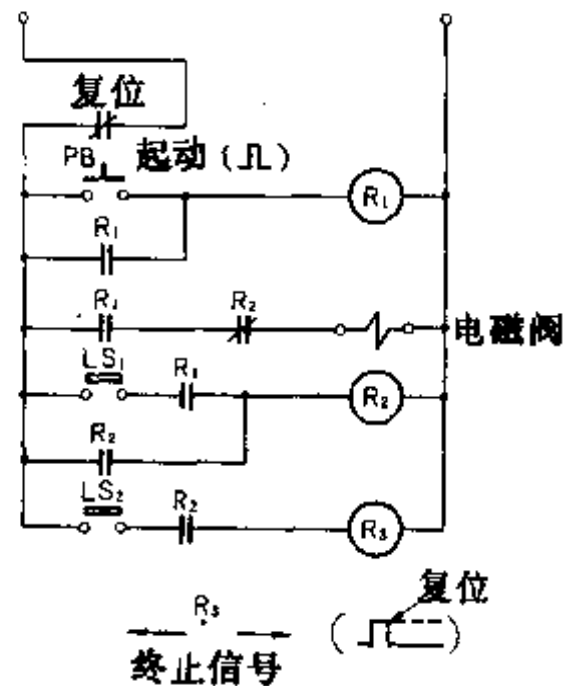 复位
PB 起动 ( )
R₁
R₁
R₁ R₂
电磁阀
LS₁ R₁
R₂
R₂
LS₂ R₂
R₃
R₃ 复位
终止信号